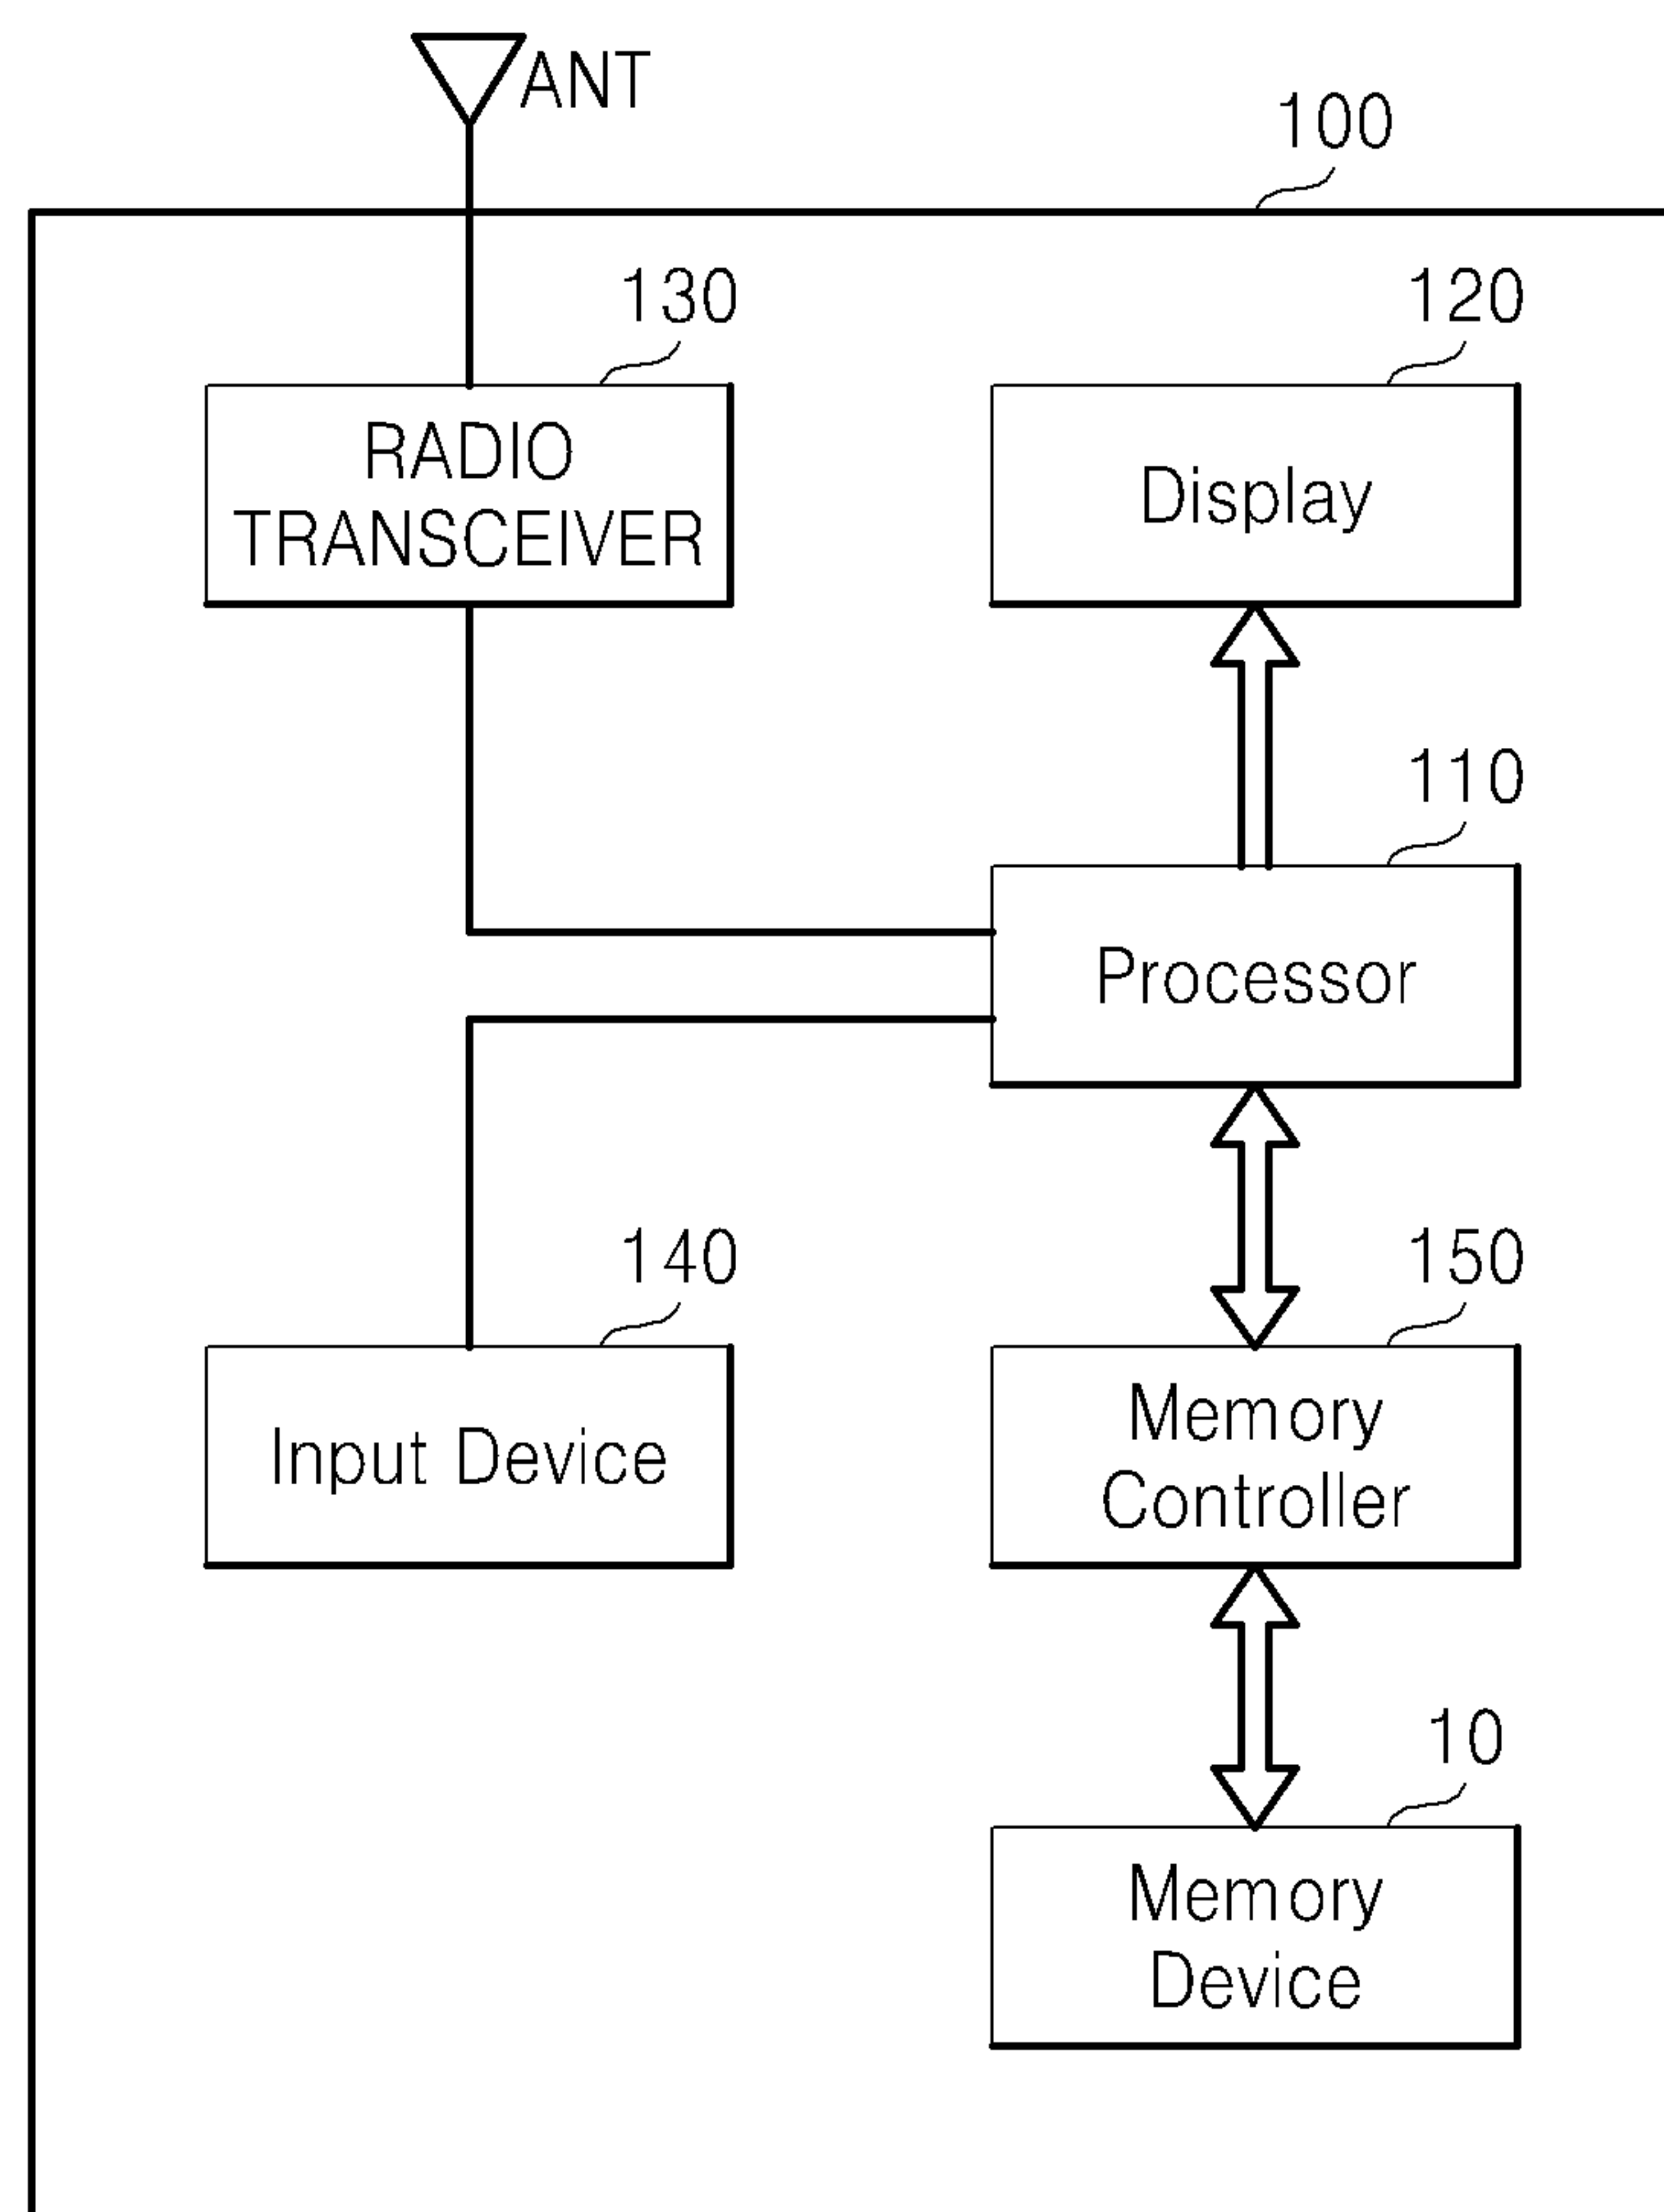 ANT
100
130
120
RADIO
TRANSCEIVER
Display
110
Processor
140
150
Input Device
Memory
Controller
10
Memory
Device